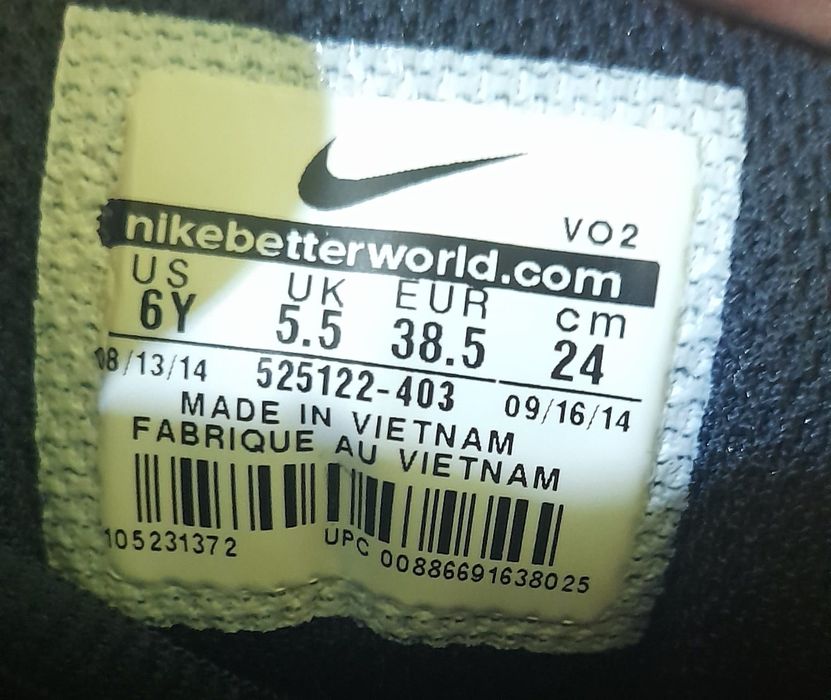 VO2
nikebetterworld.com
US UK EUR cm
6Y 5.5 38.5 24
08/13/14 525122-403 09/16/14
MADE IN VIETNAM
FABRIQUE AU VIETNAM
105231372 UPC 00886691638025